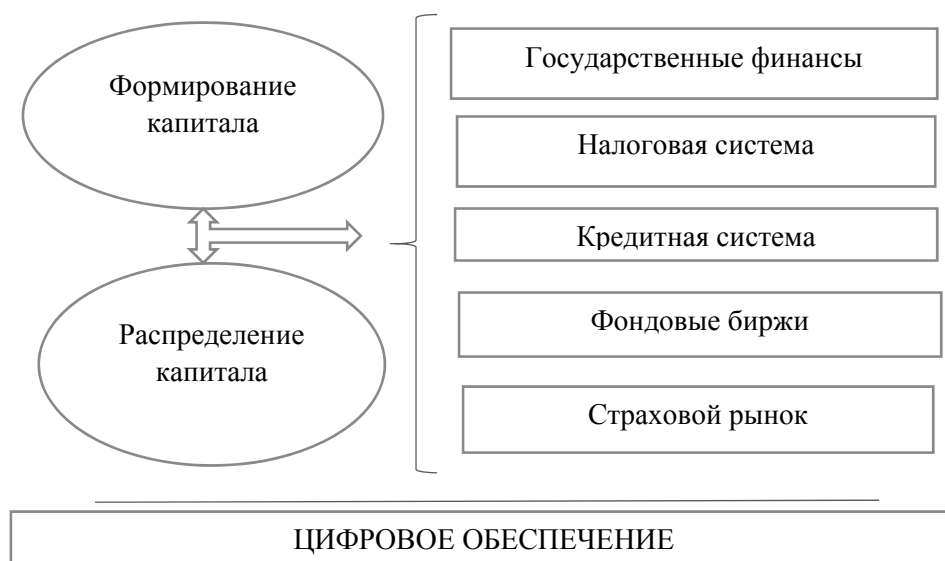 Формирование
капитала
Распределение
капитала
Государственные финансы
Налоговая система
Кредитная система
Фондовые биржи
Страховой рынок
ЦИФРОВОЕ ОБЕСПЕЧЕНИЕ